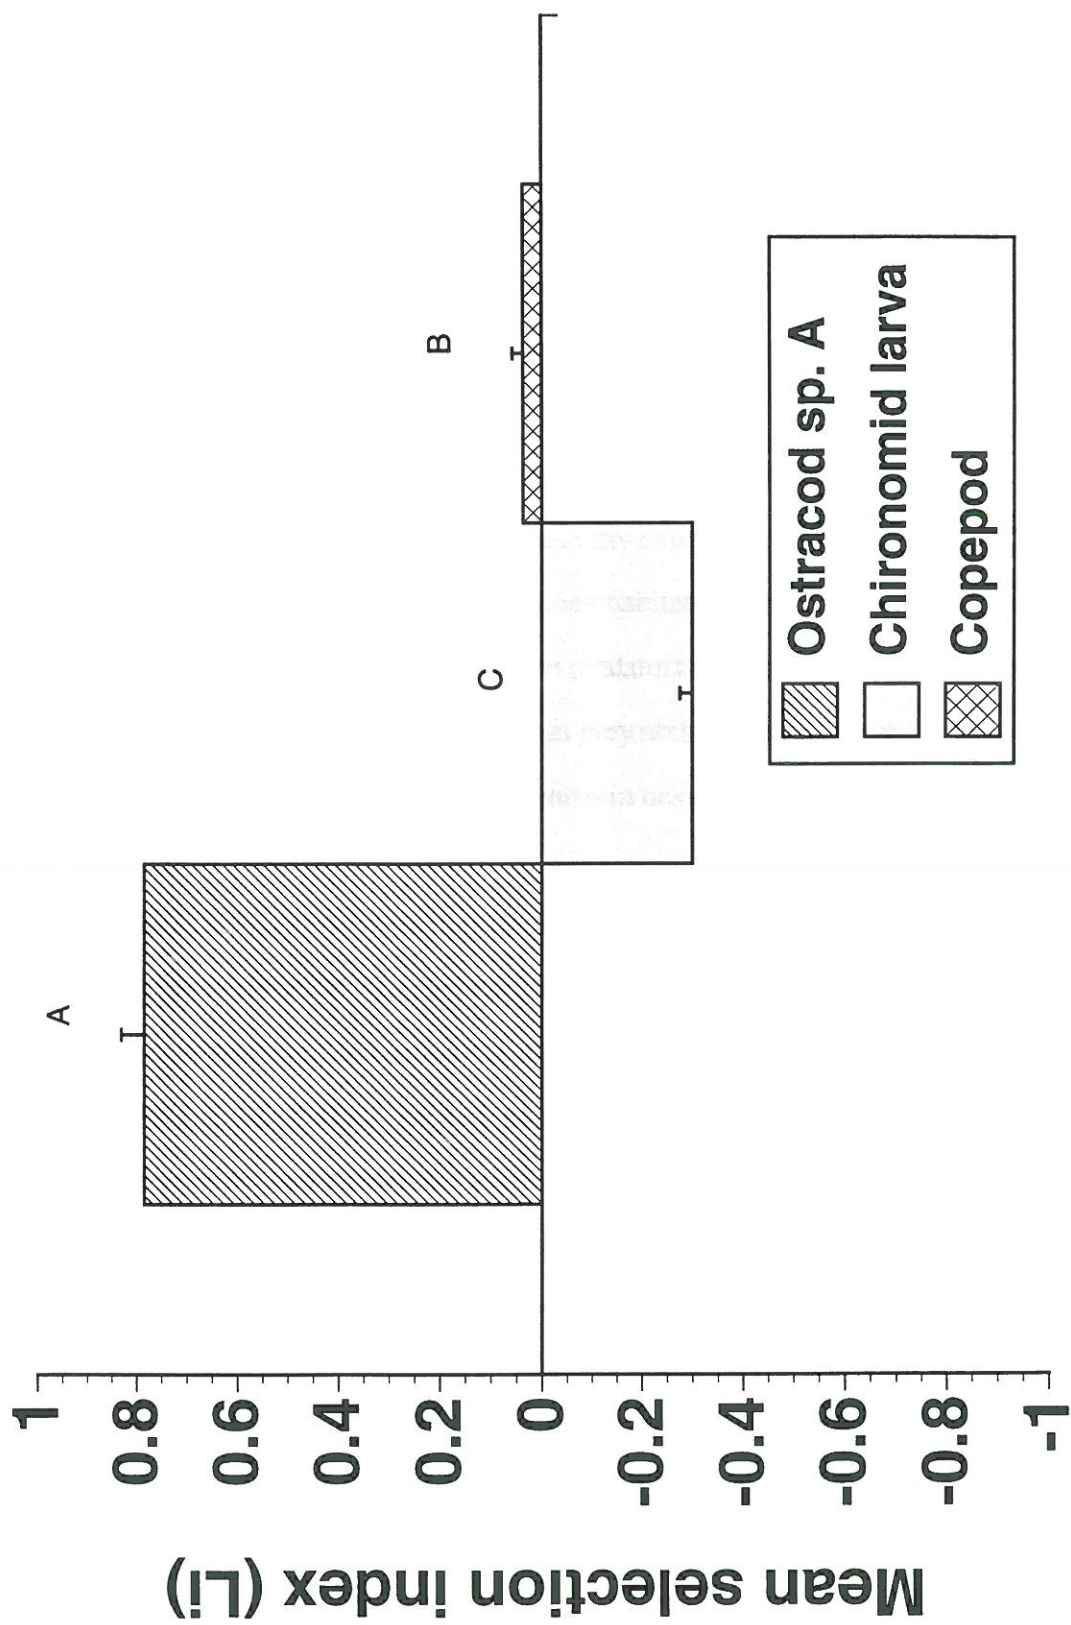 Mean selection index (Li)
1
0.8
0.6
0.4
0.2
0
-0.2
-0.4
-0.6
-0.8
-1
A
C
B
Ostracod sp. A
Chironomid larva
Copepod